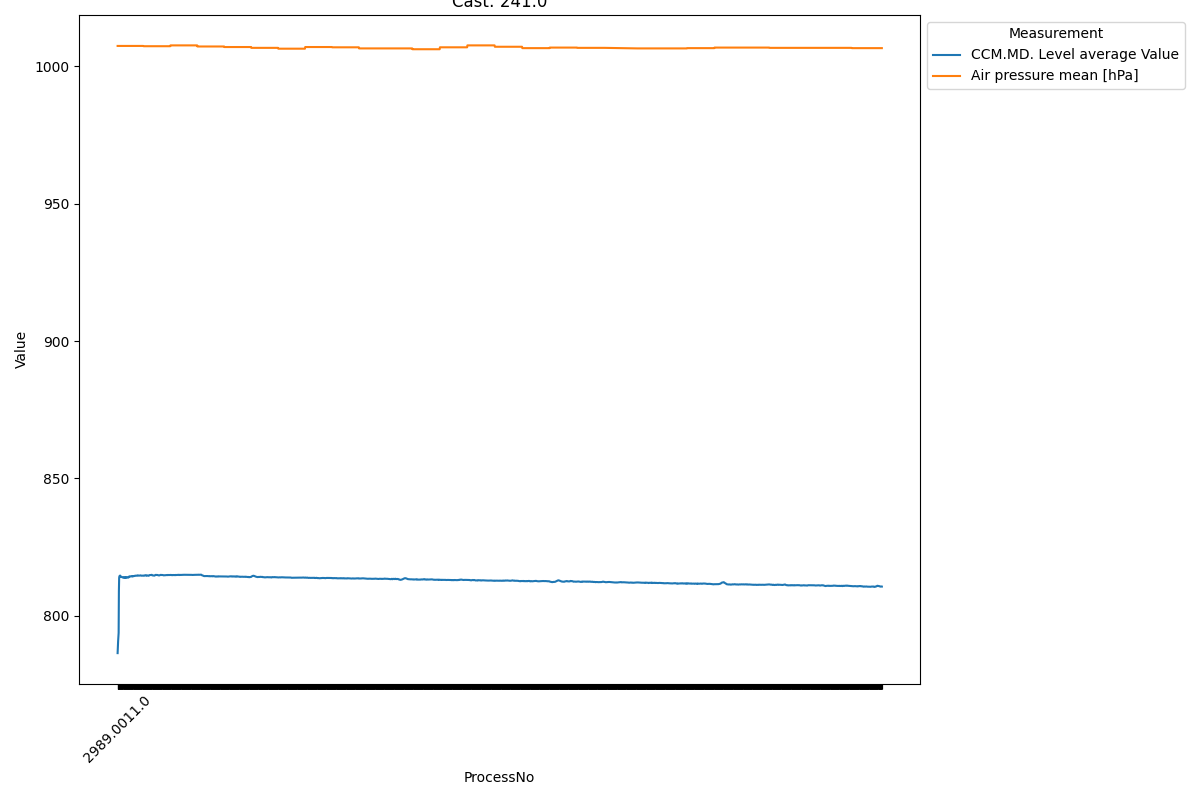 Cast: 241.0
Measurement
CCM.MD. Level average Value
Air pressure mean [hPa]
1000
950
900
850
800
Value
2989.0011.0
ProcessNo